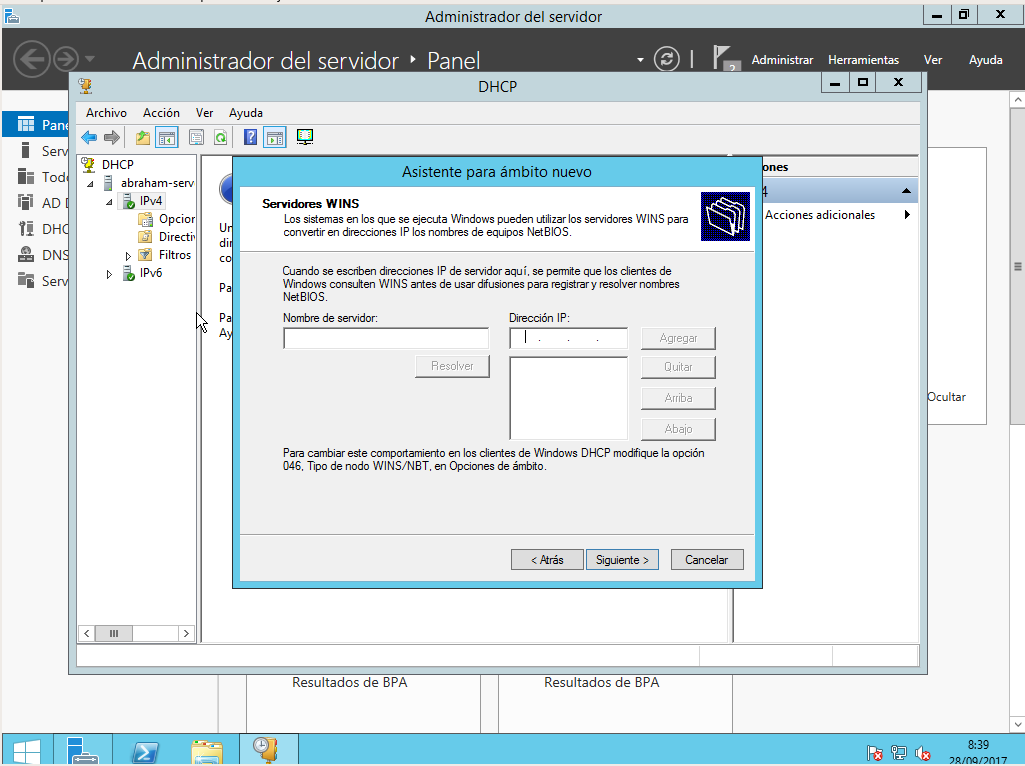 Administrador del servidor
Administrador del servidor ‣ Panel
Administrar Herramientas Ver Ayuda
2
DHCP
Archivo Acción Ver Ayuda
DHCP
abraham-serv
IPv4
Opcion
Directi
Filtros
IPv6
Pane
Serv
Todo
AD D
DHC
DNS
Serv
Un
dir
co
Pa
Pa
Ay
ones
4
Acciones adicionales
Ocultar
Asistente para ámbito nuevo
Servidores WINS
Los sistemas en los que se ejecuta Windows pueden utilizar los servidores WINS para
convertir en direcciones IP los nombres de equipos NetBIOS.
Cuando se escriben direcciones IP de servidor aquí, se permite que los clientes de
Windows consulten WINS antes de usar difusiones para registrar y resolver nombres
NetBIOS.
Nombre de servidor:
Dirección IP:
Agregar
Resolver
Quitar
Arriba
Abajo
Para cambiar este comportamiento en los clientes de Windows DHCP modifique la opción
046, Tipo de nodo WINS/NBT, en Opciones de ámbito.
< Atrás Siguiente > Cancelar
Resultados de BPA
Resultados de BPA
8:39
28/09/2017